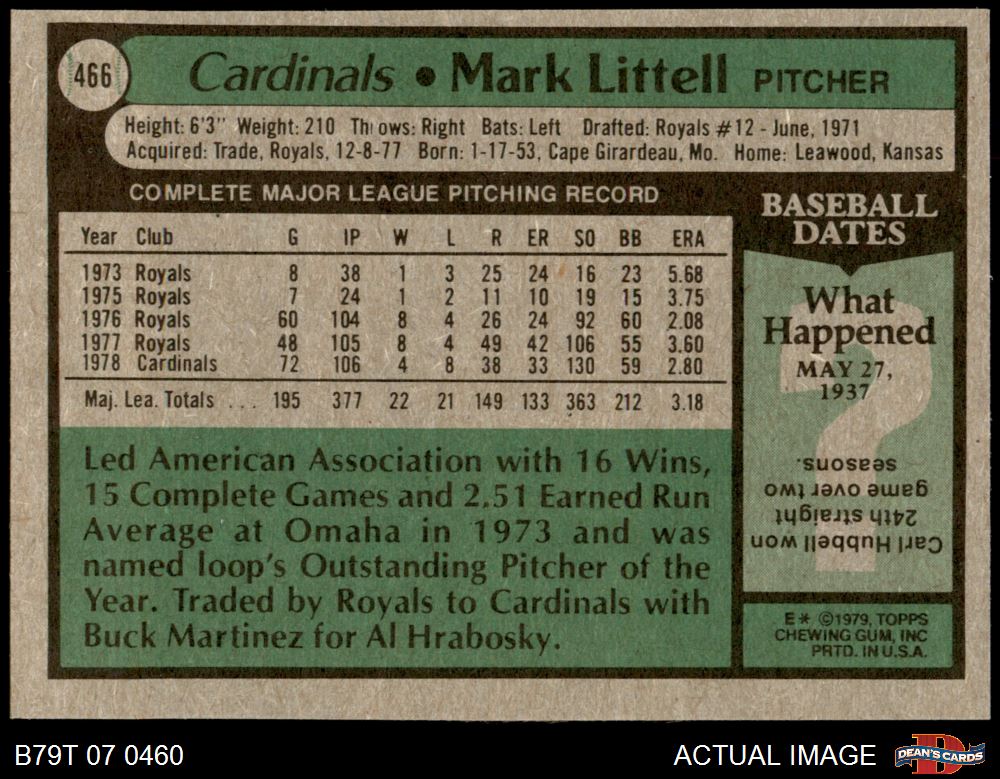 466
Cardinals • Mark Littell PITCHER
Height: 6'3" Weight: 210 Throws: Right Bats: Left Drafted: Royals #12 - June, 1971
Acquired: Trade, Royals, 12-8-77 Born: 1-17-53, Cape Girardeau, Mo. Home: Leawood, Kansas
COMPLETE MAJOR LEAGUE PITCHING RECORD
Year Club G IP W L R ER SO BB ERA
1973 Royals 8 38 1 3 25 24 16 23 5.68
1975 Royals 7 24 1 2 11 10 19 15 3.75
1976 Royals 60 104 8 4 26 24 92 60 2.08
1977 Royals 48 105 8 4 49 42 106 55 3.60
1978 Cardinals 72 106 4 8 38 33 130 59 2.80
Maj. Lea. Totals ... 195 377 22 21 149 133 363 212 3.18
Led American Association with 16 Wins,
15 Complete Games and 2.51 Earned Run
Average at Omaha in 1973 and was
named loop's Outstanding Pitcher of the
Year. Traded by Royals to Cardinals with
Buck Martinez for Al Hrabosky.
BASEBALL
DATES
What
Happened
MAY 27,
1937
?
Carl Hubbell won
24th straight
game over two
seasons.
E* ©1979, TOPPS
CHEWING GUM, INC
PRTD. IN U.S.A.
B79T 07 0460
ACTUAL IMAGE
D
DEAN'S CARDS